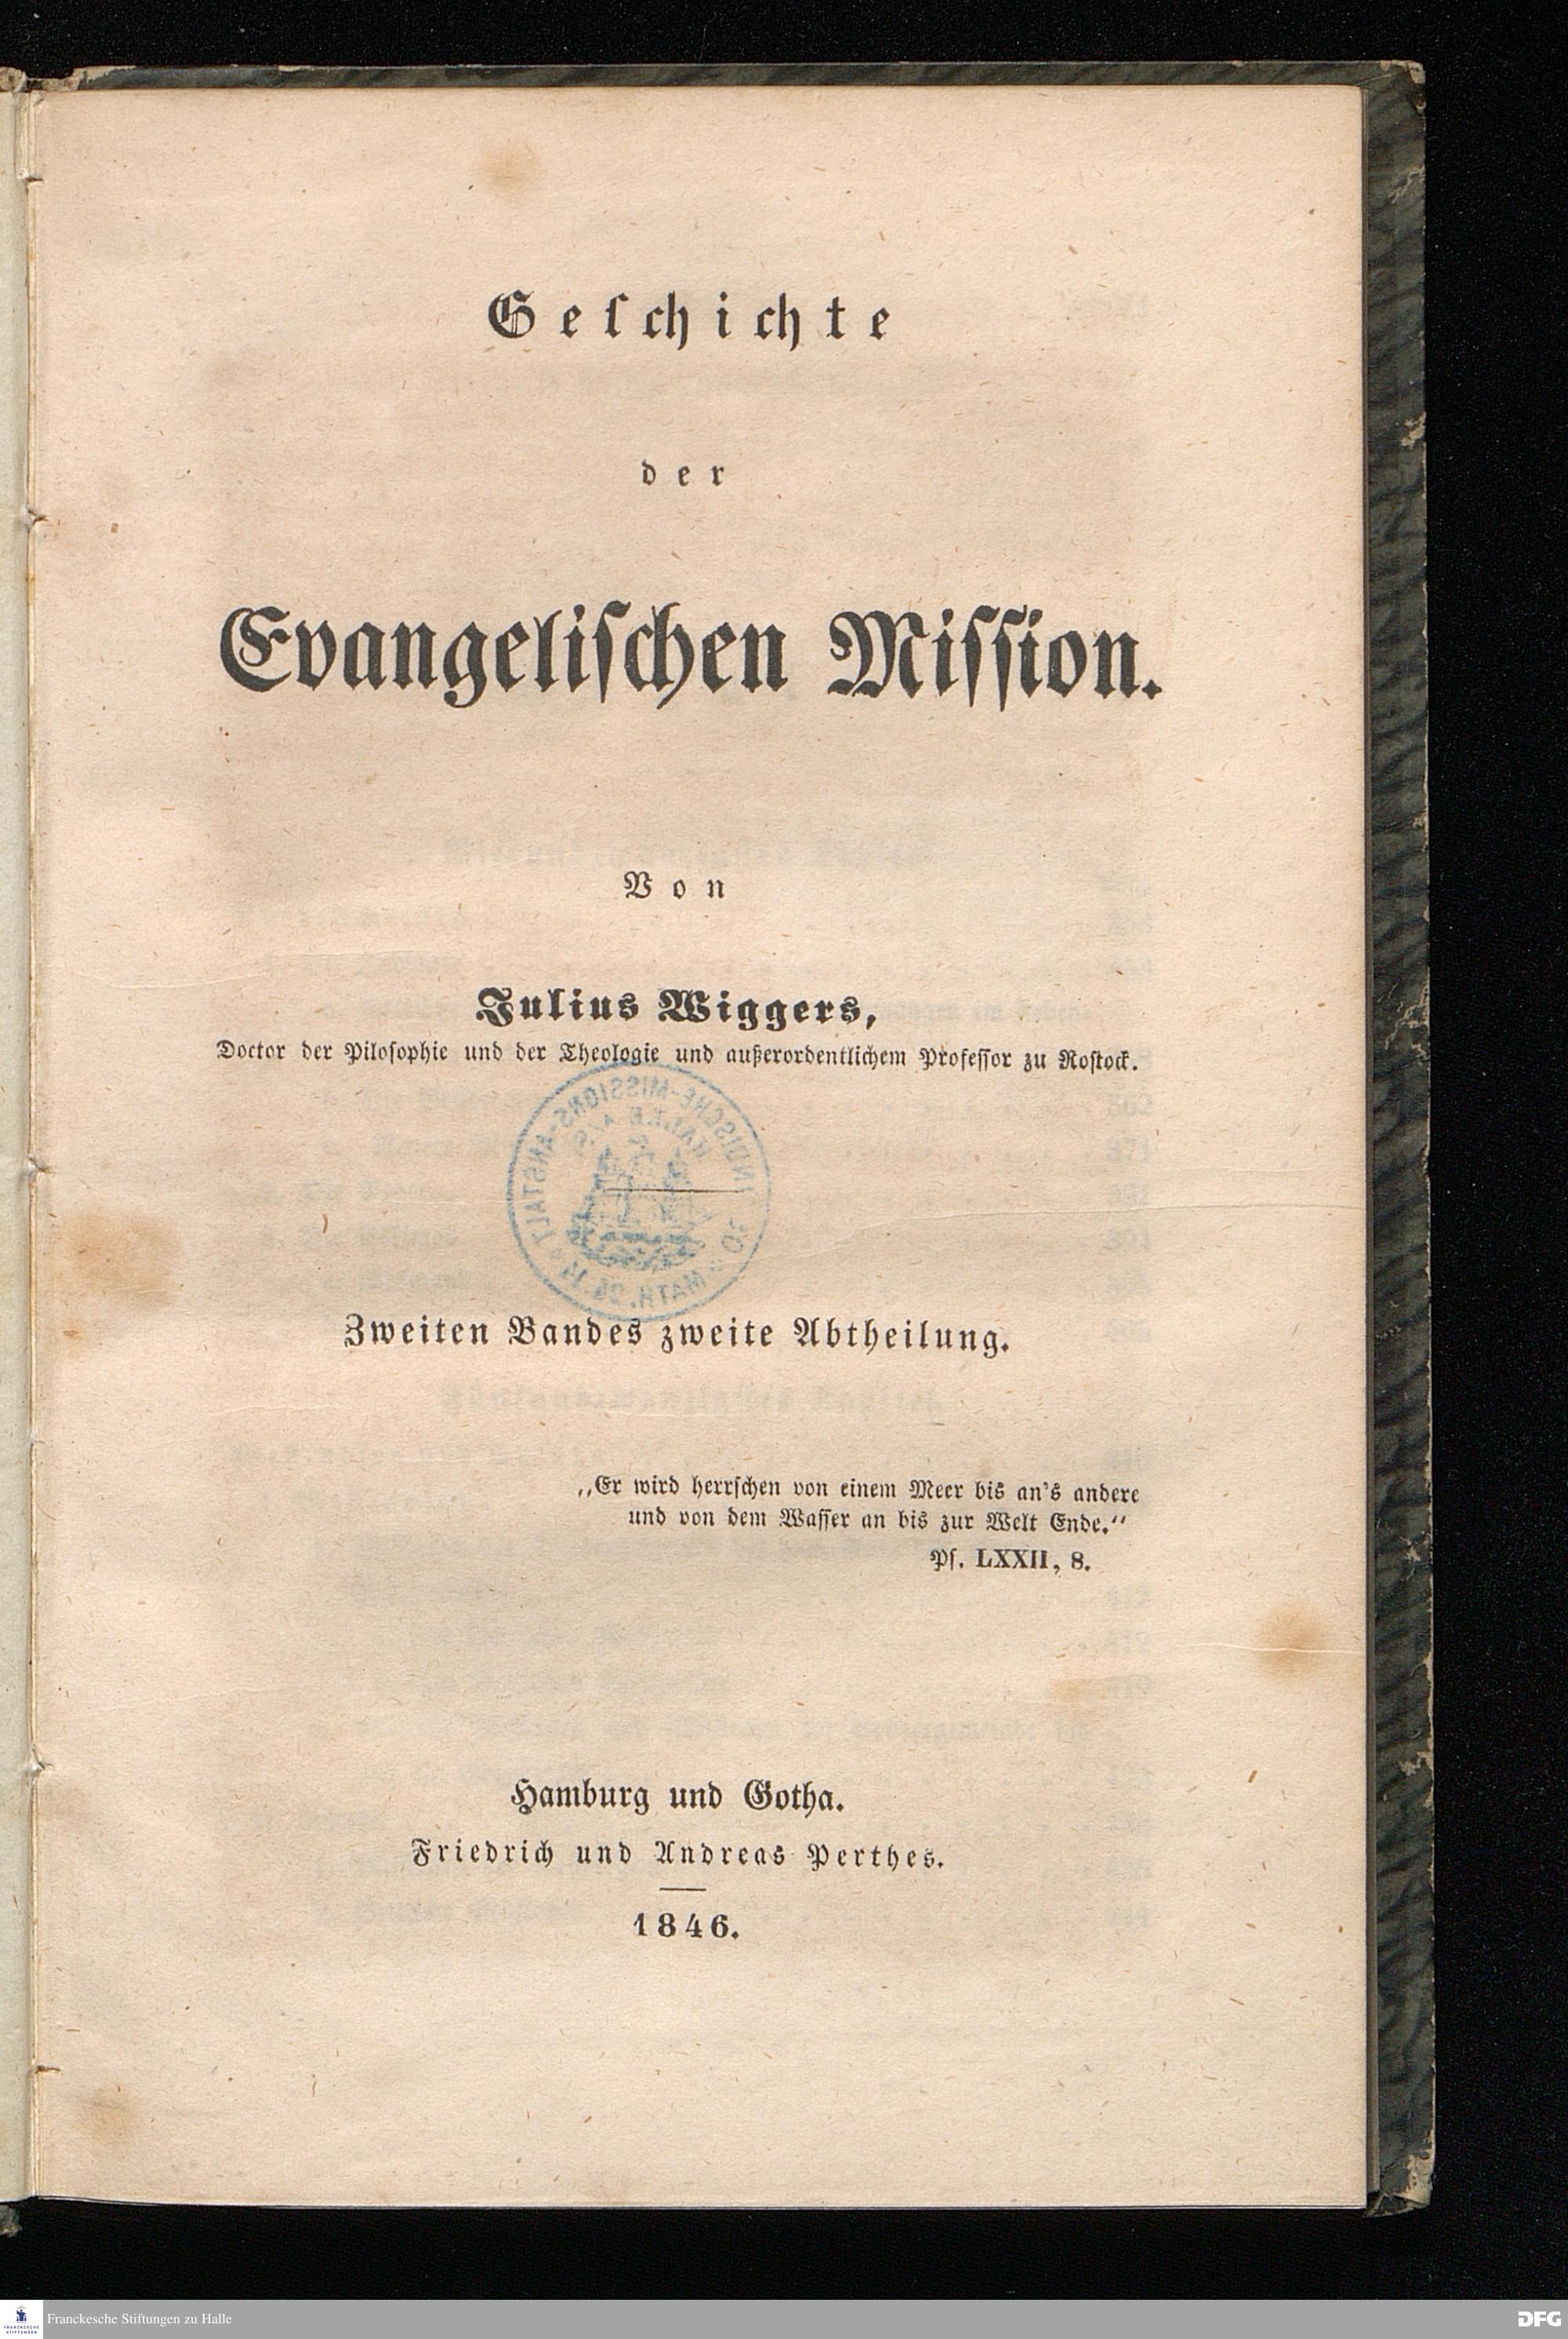 Geschichte
der
Evangelischen Mission.
Von
Julius Wiggers,
Doctor der Pilosophie und der Theologie und außerordentlichem Professor zu Rostock.
Zweiten Bandes zweite Abtheilung.
„Er wird herrschen von einem Meer bis an's andere
und von dem Wasser an bis zur Welt Ende.“
Ps. LXXII, 8.
Hamburg und Gotha.
Friedrich und Andreas Perthes.
1846.
FRANCKESCHE
STIFTUNGEN
Franckesche Stiftungen zu Halle
DFG